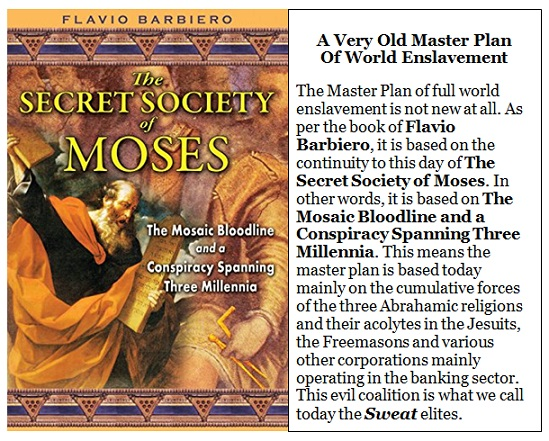 FLAVIO BARBIERO
The
SECRET SOCIETY
of
MOSES
The Mosaic Bloodline
and a
Conspiracy Spanning
Three Millennia
A Very Old Master Plan
Of World Enslavement
The Master Plan of full world
enslavement is not new at all. As
per the book of Flavio
Barbiero, it is based on the
continuity to this day of The
Secret Society of Moses. In
other words, it is based on The
Mosaic Bloodline and a
Conspiracy Spanning Three
Millennia. This means the
master plan is based today
mainly on the cumulative forces
of the three Abrahamic religions
and their acolytes in the Jesuits,
the Freemasons and various
other corporations mainly
operating in the banking sector.
This evil coalition is what we call
today the Sweat elites.